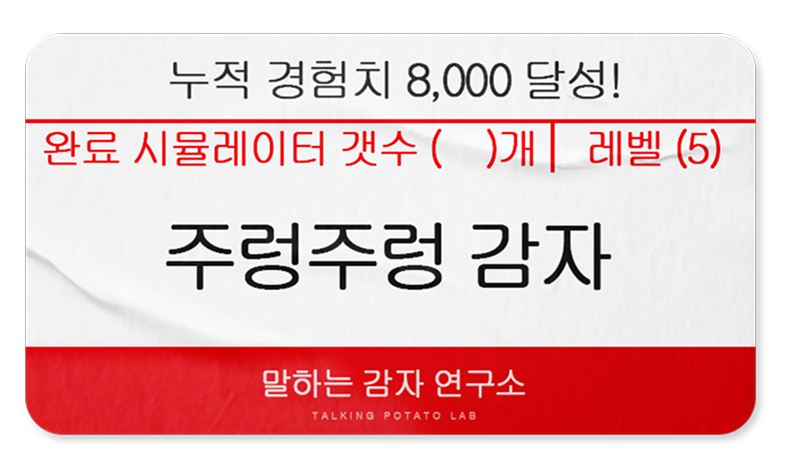 누적 경험치 8,000 달성!
완료 시뮬레이터 갯수 (    )개 레벨 (5)
주렁주렁 감자
말하는 감자 연구소
TALKING POTATO LAB